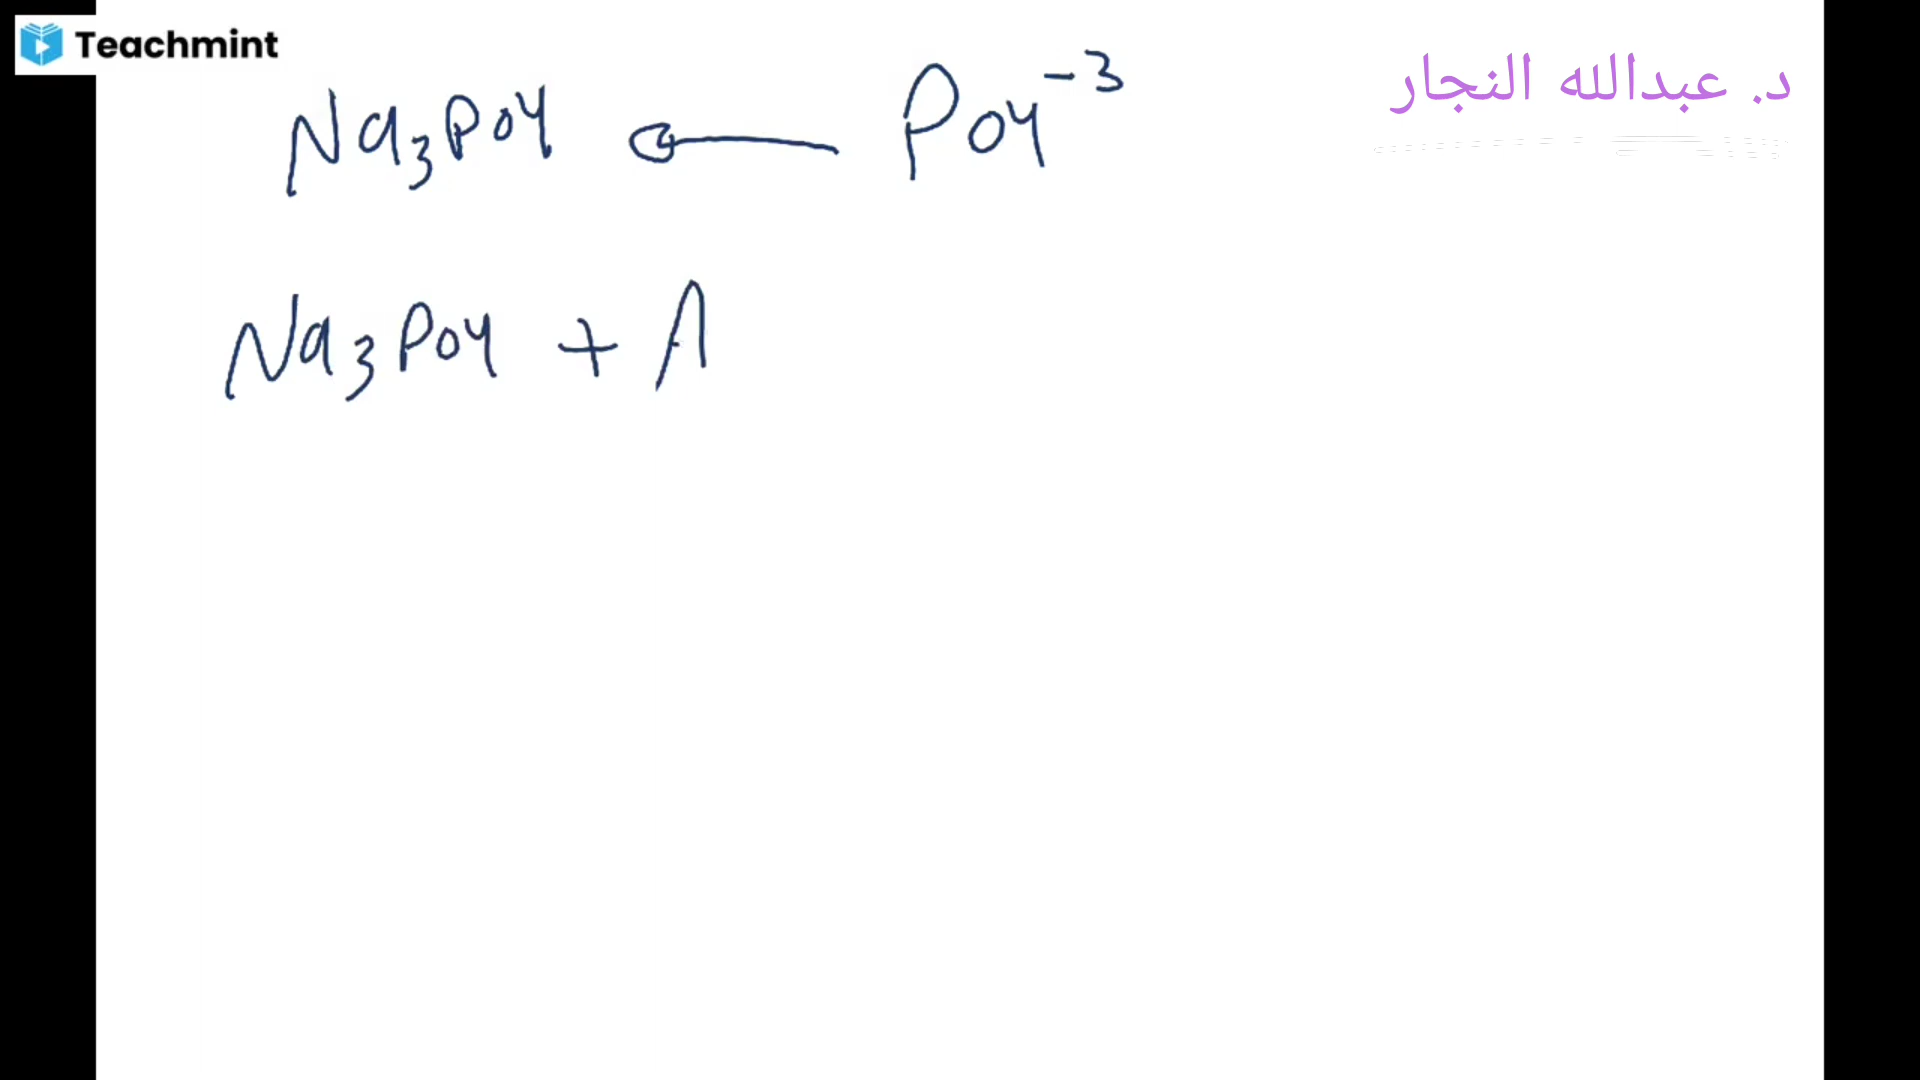 Teachmint
د. عبدالله النجار
Na₃PO4 ← PO4⁻³
Na₃PO4 + A